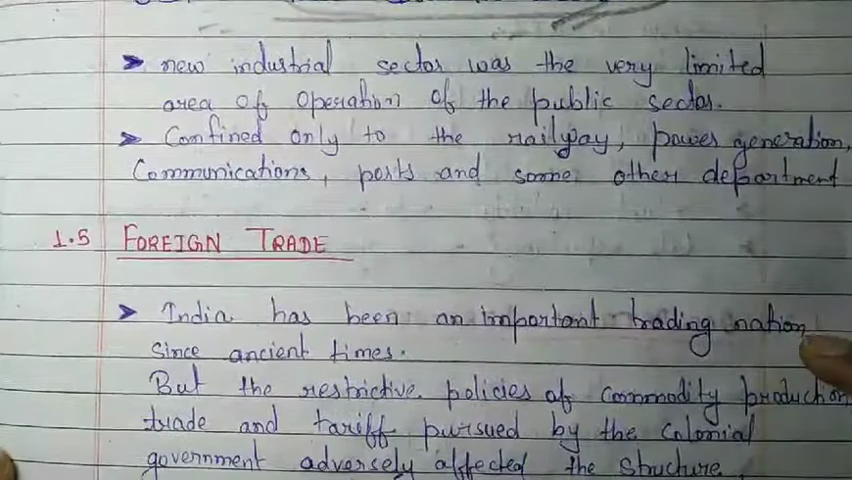 ➤ new industrial sector was the very limited
area of operation of the public sector.
➤ Confined only to the railway, power generation,
Communications, ports and some other department
1.5 FOREIGN TRADE
➤ India has been an important trading nation
since ancient times.
But the restrictive policies of commodity production
trade and tariff pursued by the colonial
government adversely affected the structure,